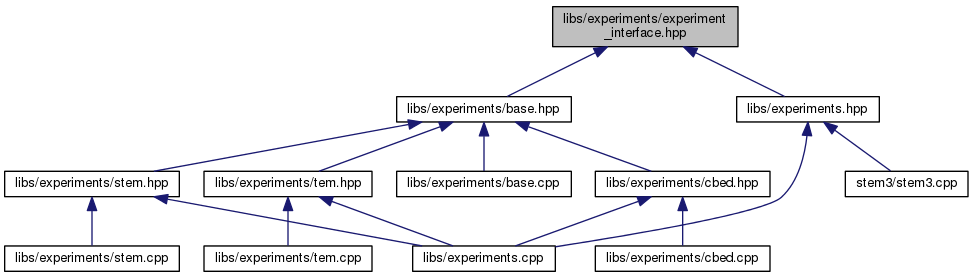 libs/experiments/experiment
_interface.hpp
libs/experiments/base.hpp
libs/experiments.hpp
libs/experiments/stem.hpp
libs/experiments/tem.hpp
libs/experiments/base.cpp
libs/experiments/cbed.hpp
stem3/stem3.cpp
libs/experiments/stem.cpp
libs/experiments/tem.cpp
libs/experiments.cpp
libs/experiments/cbed.cpp